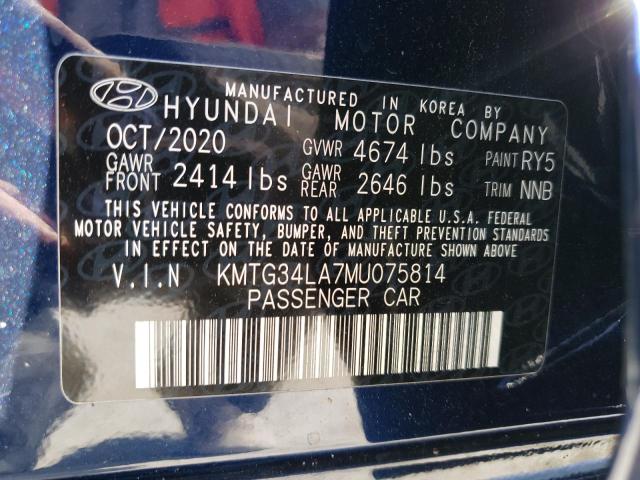 MANUFACTURED IN KOREA BY
HYUNDAI MOTOR COMPANY
OCT/2020 GVWR 4674 lbs PAINT RY5
GAWR FRONT 2414 lbs GAWR REAR 2646 lbs TRIM NNB
THIS VEHICLE CONFORMS TO ALL APPLICABLE U.S.A. FEDERAL
MOTOR VEHICLE SAFETY, BUMPER, AND THEFT PREVENTION STANDARDS
IN EFFECT ON THE DATE OF MANUFACTURE SHOWN ABOVE
V.I.N KMTG34LA7MU075814
PASSENGER CAR